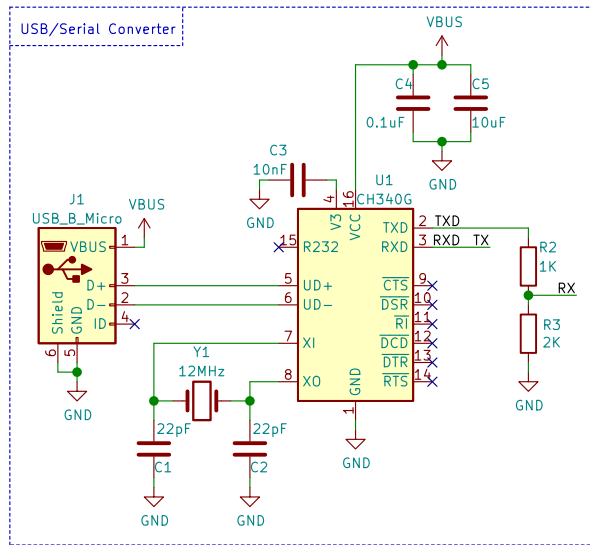 USB/Serial Converter
VBUS
C4
0.1uF
C5
10uF
GND
C3
10nF
GND
U1
CH340G
4
V3
16
VCC
15
R232
5
UD+
6
UD-
7
XI
8
XO
GND
1
GND
TXD
2
TXD
RXD
3
RXD
TX
CTS
9
DSR
10
RI
11
DCD
12
DTR
13
RTS
14
R2
1K
RX
R3
2K
GND
J1
USB_B_Micro
VBUS
VBUS
1
D+
3
D-
2
ID
4
Shield
6
GND
5
GND
Y1
12MHz
22pF
C1
GND
22pF
C2
GND